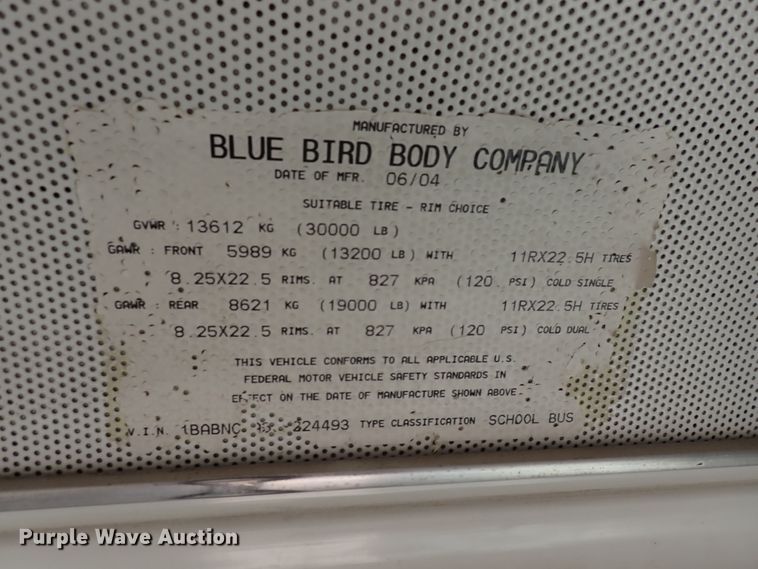 MANUFACTURED BY
BLUE BIRD BODY COMPANY
DATE OF MFR. 06/04
SUITABLE TIRE - RIM CHOICE
GVWR : 13612 KG (30000 LB)
GAWR : FRONT 5989 KG (13200 LB) WITH 11RX22.5H TIRES
8.25X22.5 RIMS. AT 827 KPA (120. PSI) COLD SINGLE
GAWR : REAR 8621 KG (19000 LB) WITH 11RX22.5H TIRES
8.25X22.5 RIMS. AT 827 KPA (120 PSI) COLD DUAL
THIS VEHICLE CONFORMS TO ALL APPLICABLE U.S.
FEDERAL MOTOR VEHICLE SAFETY STANDARDS IN
EFFECT ON THE DATE OF MANUFACTURE SHOWN ABOVE.
V.I.N. TYPE CLASSIFICATION SCHOOL BUS
Purple Wave Auction